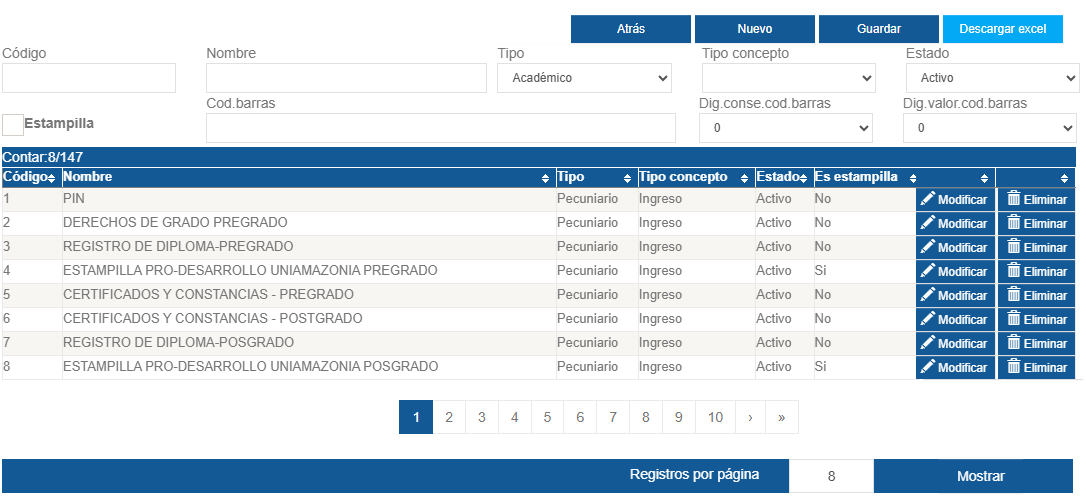 Atrás Nuevo Guardar Descargar excel
Código Nombre Tipo Tipo concepto Estado
Académico Activo
Cod.barras Dig.conse.cod.barras Dig.valor.cod.barras
Estampilla 0 0
Contar:8/147
Código Nombre Tipo Tipo concepto Estado Es estampilla
1 PIN Pecuniario Ingreso Activo No Modificar Eliminar
2 DERECHOS DE GRADO PREGRADO Pecuniario Ingreso Activo No Modificar Eliminar
3 REGISTRO DE DIPLOMA-PREGRADO Pecuniario Ingreso Activo No Modificar Eliminar
4 ESTAMPILLA PRO-DESARROLLO UNIAMAZONIA PREGRADO Pecuniario Ingreso Activo Si Modificar Eliminar
5 CERTIFICADOS Y CONSTANCIAS - PREGRADO Pecuniario Ingreso Activo No Modificar Eliminar
6 CERTIFICADOS Y CONSTANCIAS - POSTGRADO Pecuniario Ingreso Activo No Modificar Eliminar
7 REGISTRO DE DIPLOMA-POSGRADO Pecuniario Ingreso Activo No Modificar Eliminar
8 ESTAMPILLA PRO-DESARROLLO UNIAMAZONIA POSGRADO Pecuniario Ingreso Activo Si Modificar Eliminar
1 2 3 4 5 6 7 8 9 10 › »
Registros por página 8 Mostrar